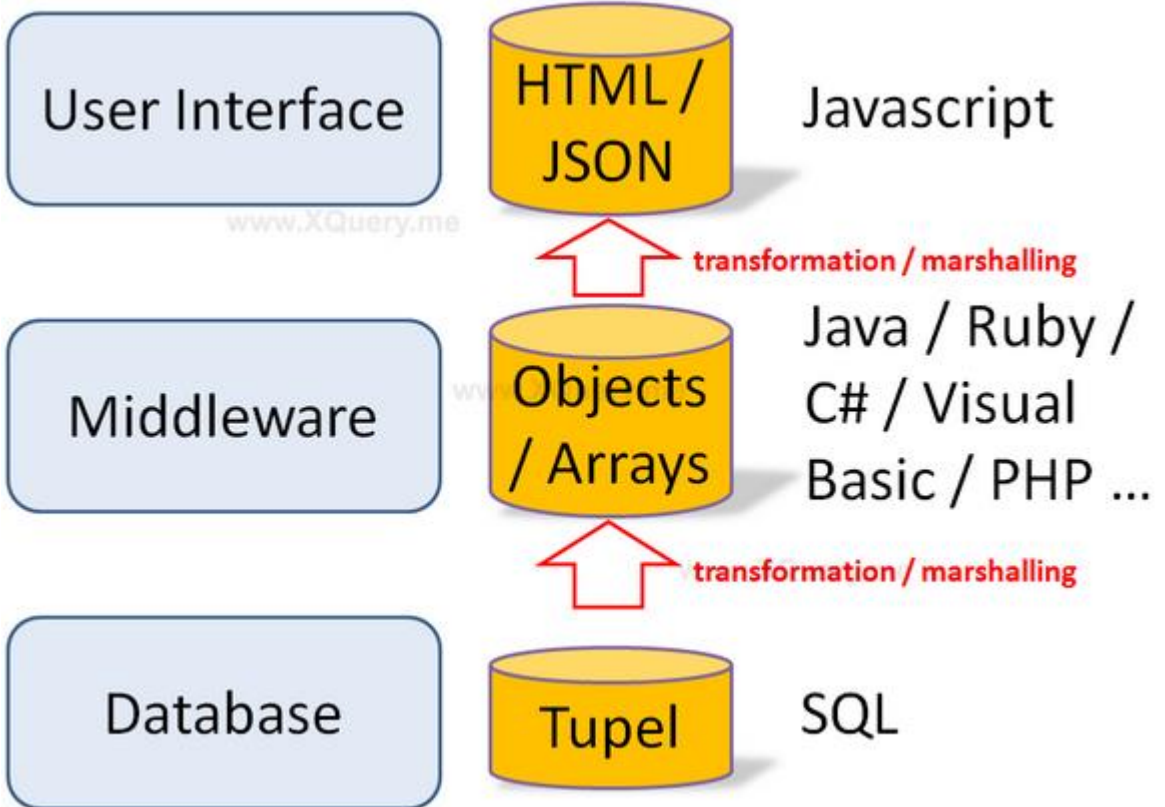 User Interface
HTML /
JSON
Javascript
www.XQuery.me
transformation / marshalling
Middleware
Objects
/ Arrays
Java / Ruby /
C# / Visual
Basic / PHP ...
transformation / marshalling
Database
Tupel
SQL